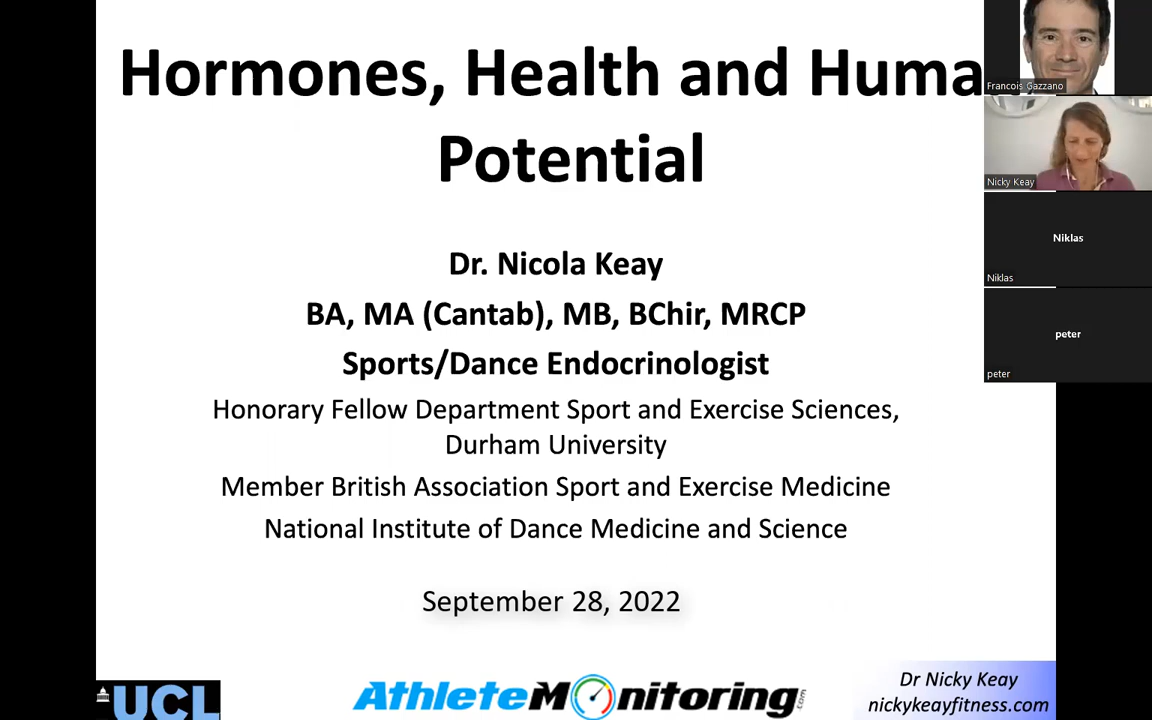 Hormones, Health and Huma
Potential
Dr. Nicola Keay
BA, MA (Cantab), MB, BChir, MRCP
Sports/Dance Endocrinologist
Honorary Fellow Department Sport and Exercise Sciences,
Durham University
Member British Association Sport and Exercise Medicine
National Institute of Dance Medicine and Science
September 28, 2022
UCL
AthleteMonitoring.com
Dr Nicky Keay
nickykeayfitness.com
Francois Gazzano
Nicky Keay
Niklas
Niklas
peter
peter